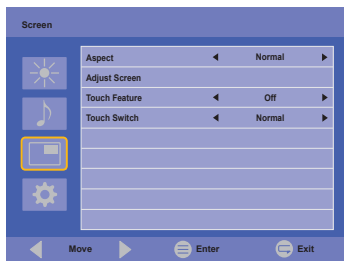 Screen
Aspect Normal
Adjust Screen
Touch Feature Off
Touch Switch Normal
Move Enter Exit